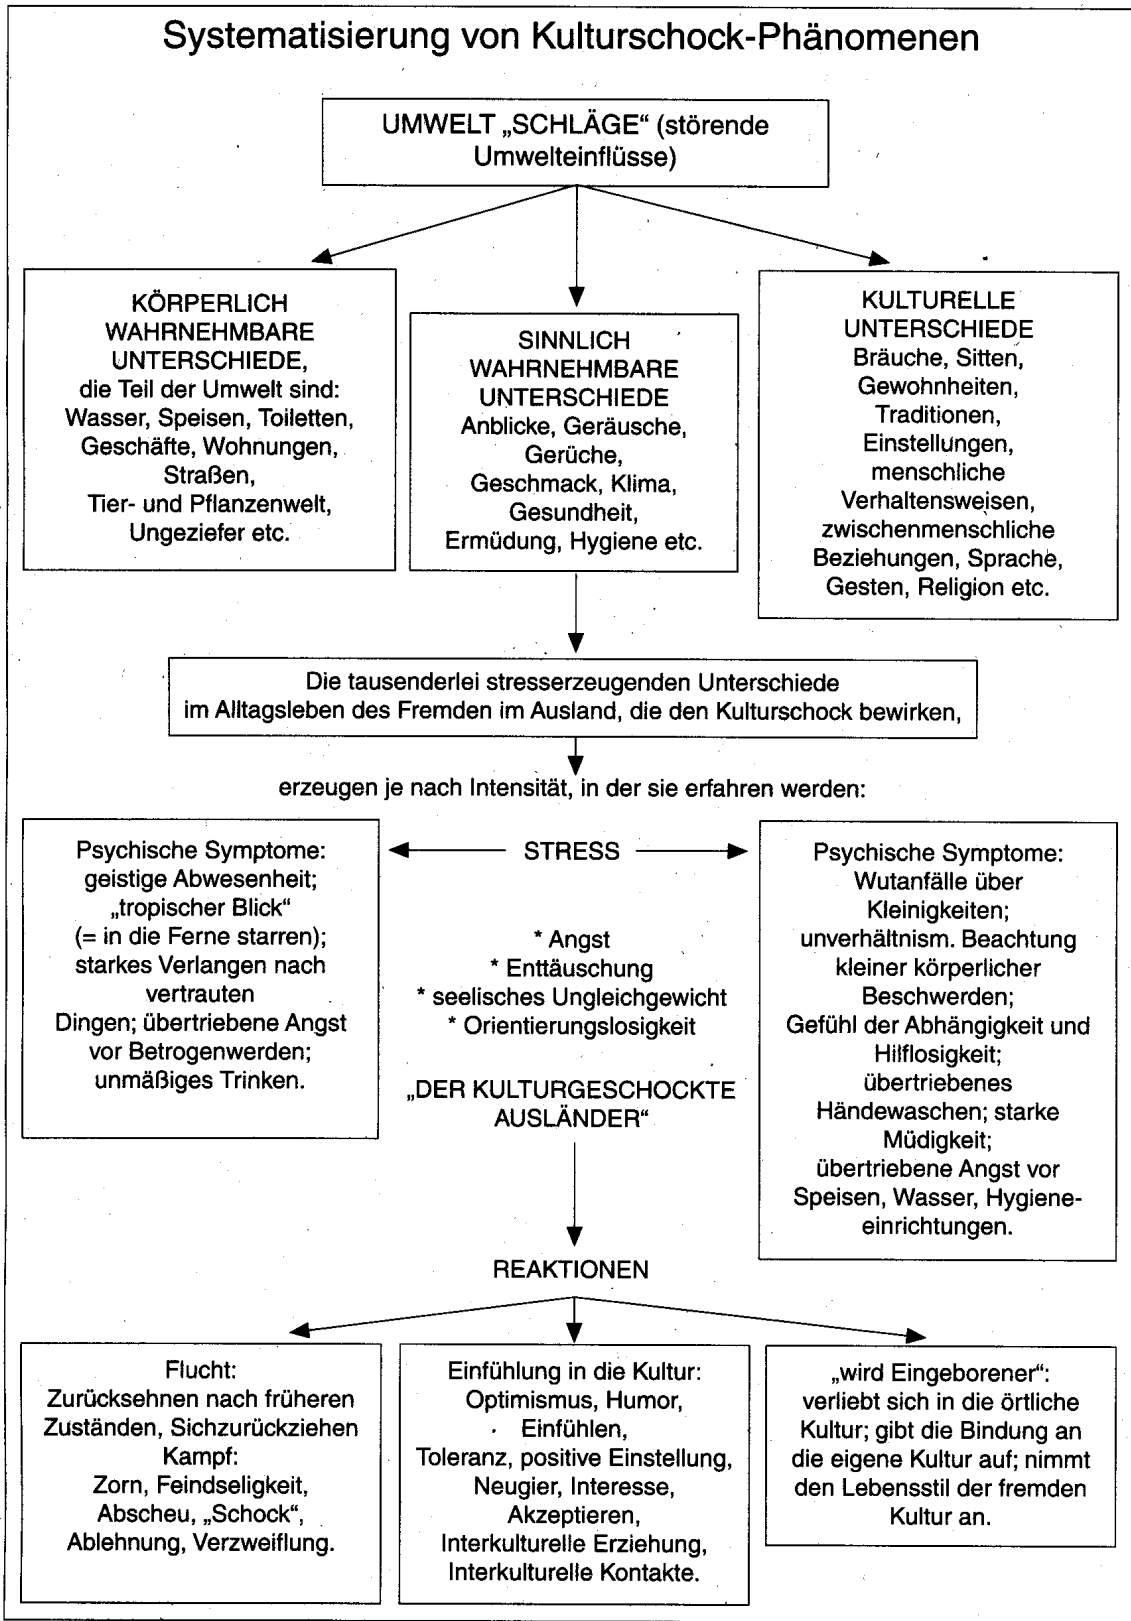 Systematisierung von Kulturschock-Phänomenen
UMWELT „SCHLÄGE“ (störende
Umwelteinflüsse)
KÖRPERLICH
WAHRNEHMBARE
UNTERSCHIEDE,
die Teil der Umwelt sind:
Wasser, Speisen, Toiletten,
Geschäfte, Wohnungen,
Straßen,
Tier- und Pflanzenwelt,
Ungeziefer etc.
SINNLICH
WAHRNEHMBARE
UNTERSCHIEDE
Anblicke, Geräusche,
Gerüche,
Geschmack, Klima,
Gesundheit,
Ermüdung, Hygiene etc.
KULTURELLE
UNTERSCHIEDE
Bräuche, Sitten,
Gewohnheiten,
Traditionen,
Einstellungen,
menschliche
Verhaltensweisen,
zwischenmenschliche
Beziehungen, Sprache,
Gesten, Religion etc.
Die tausenderlei stresserzeugenden Unterschiede
im Alltagsleben des Fremden im Ausland, die den Kulturschock bewirken,
erzeugen je nach Intensität, in der sie erfahren werden:
Psychische Symptome:
geistige Abwesenheit;
„tropischer Blick“
(= in die Ferne starren);
starkes Verlangen nach
vertrauten
Dingen; übertriebene Angst
vor Betrogenwerden;
unmäßiges Trinken.
STRESS
* Angst
* Enttäuschung
* seelisches Ungleichgewicht
* Orientierungslosigkeit
„DER KULTURGESCHOCKTE
AUSLÄNDER“
Psychische Symptome:
Wutanfälle über
Kleinigkeiten;
unverhältnism. Beachtung
kleiner körperlicher
Beschwerden;
Gefühl der Abhängigkeit und
Hilflosigkeit;
übertriebenes
Händewaschen; starke
Müdigkeit;
übertriebene Angst vor
Speisen, Wasser, Hygiene-
einrichtungen.
REAKTIONEN
Flucht:
Zurücksehnen nach früheren
Zuständen, Sichzurückziehen
Kampf:
Zorn, Feindseligkeit,
Abscheu, „Schock“,
Ablehnung, Verzweiflung.
Einfühlung in die Kultur:
Optimismus, Humor,
Einfühlen,
Toleranz, positive Einstellung,
Neugier, Interesse,
Akzeptieren,
Interkulturelle Erziehung,
Interkulturelle Kontakte.
„wird Eingeborener“:
verliebt sich in die örtliche
Kultur; gibt die Bindung an
die eigene Kultur auf; nimmt
den Lebensstil der fremden
Kultur an.